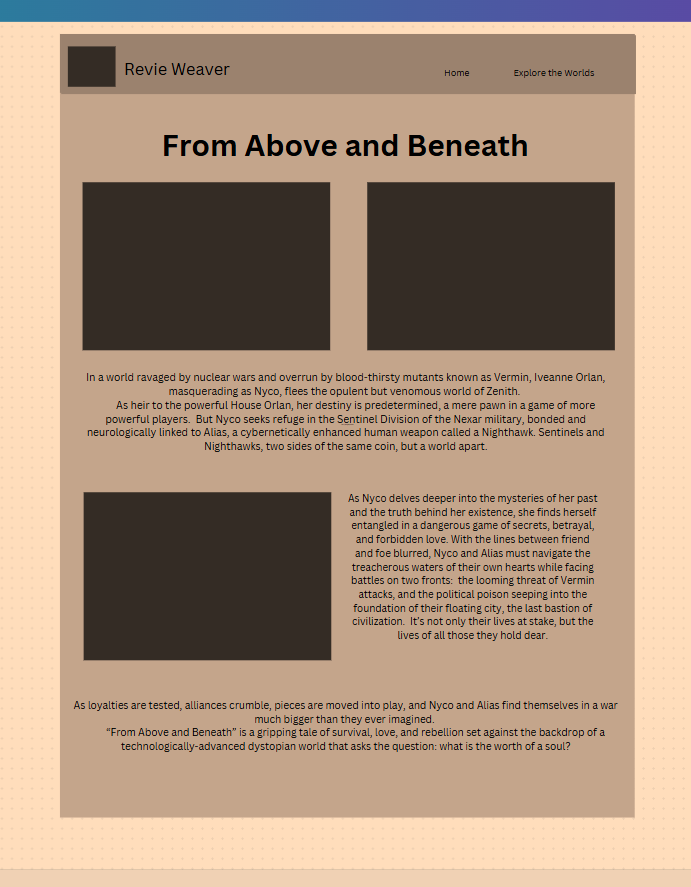 Revie Weaver
Home Explore the Worlds
From Above and Beneath
In a world ravaged by nuclear wars and overrun by blood-thirsty mutants known as Vermin, Iveanne Orlan,
masquerading as Nyco, flees the opulent but venomous world of Zenith.
As heir to the powerful House Orlan, her destiny is predetermined, a mere pawn in a game of more
powerful players.  But Nyco seeks refuge in the Sentinel Division of the Nexar military, bonded and
neurologically linked to Alias, a cybernetically enhanced human weapon called a Nighthawk. Sentinels and
Nighthawks, two sides of the same coin, but a world apart.
As Nyco delves deeper into the mysteries of her past
and the truth behind her existence, she finds herself
entangled in a dangerous game of secrets, betrayal,
and forbidden love. With the lines between friend
and foe blurred, Nyco and Alias must navigate the
treacherous waters of their own hearts while facing
battles on two fronts:  the looming threat of Vermin
attacks, and the political poison seeping into the
foundation of their floating city, the last bastion of
civilization.  It's not only their lives at stake, but the
lives of all those they hold dear.
As loyalties are tested, alliances crumble, pieces are moved into play, and Nyco and Alias find themselves in a war
much bigger than they ever imagined.
“From Above and Beneath” is a gripping tale of survival, love, and rebellion set against the backdrop of a
technologically-advanced dystopian world that asks the question: what is the worth of a soul?